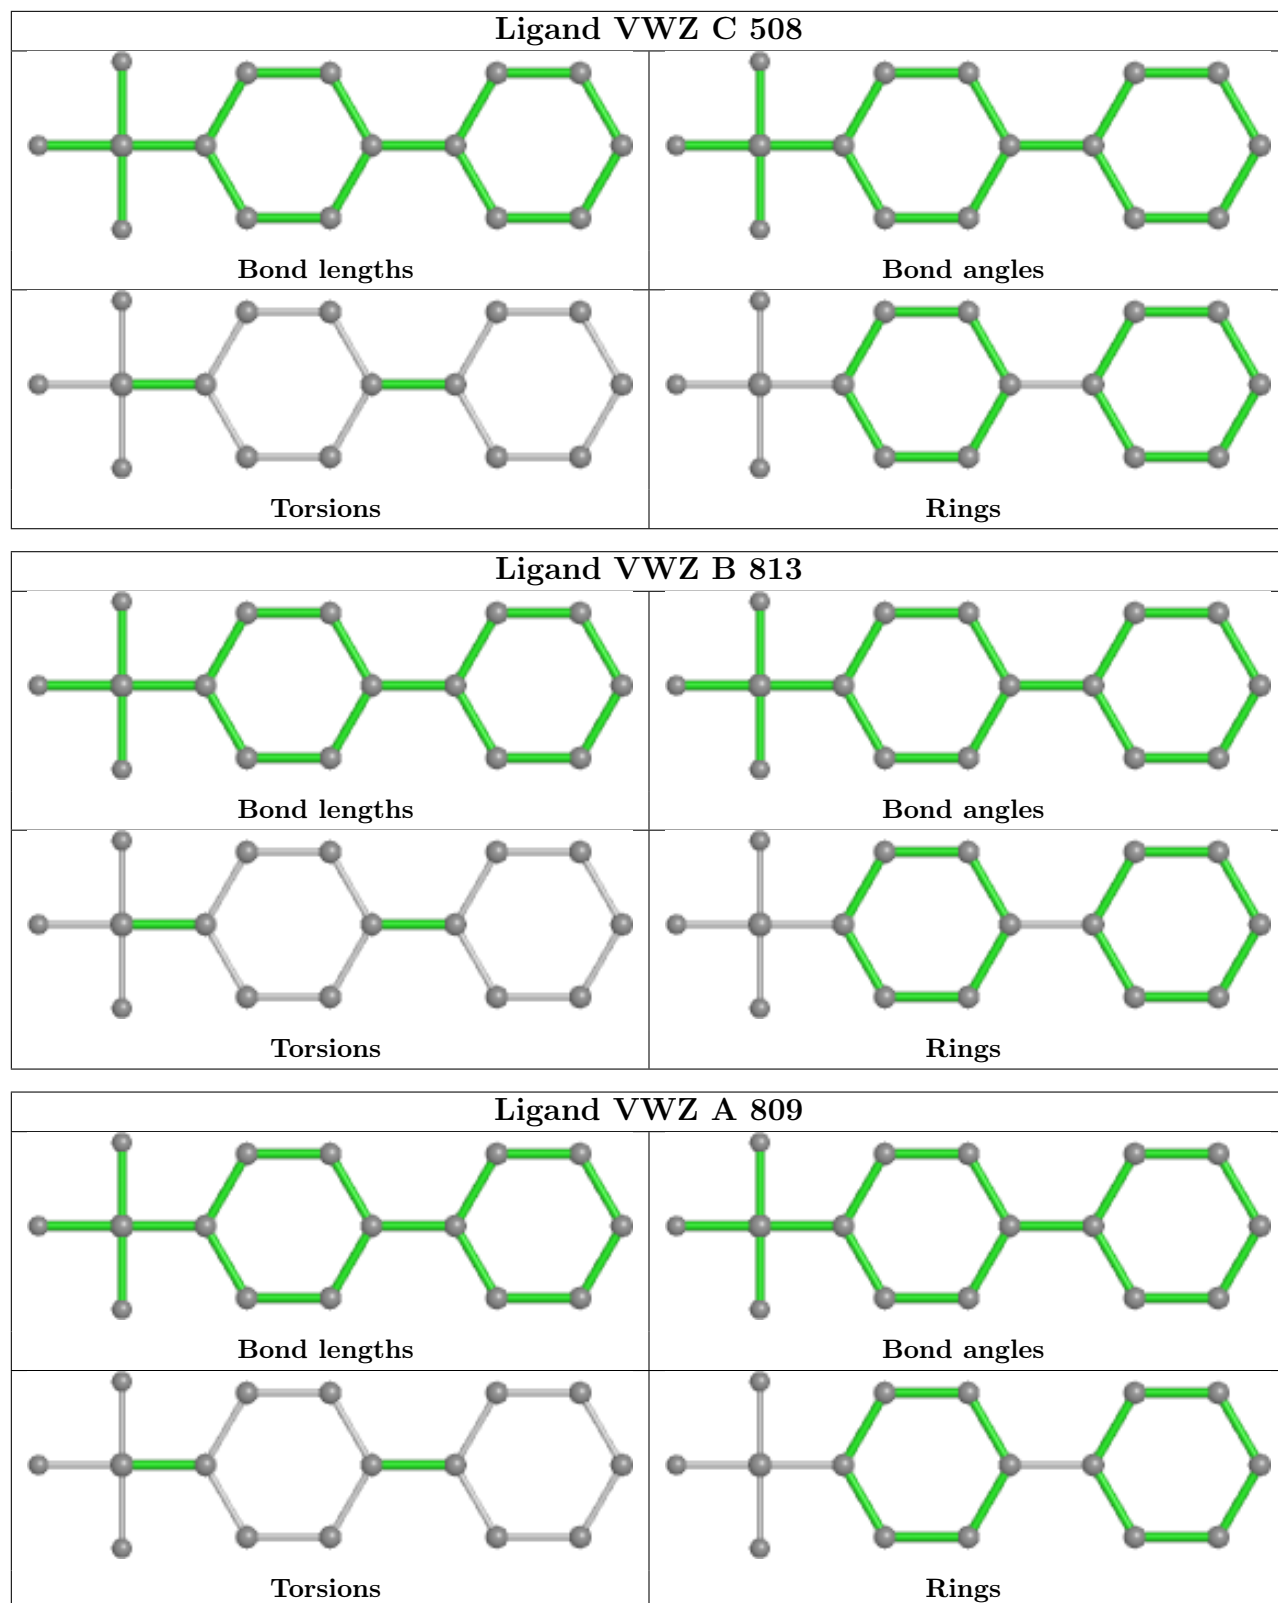 Ligand VWZ C 508
Bond lengths
Bond angles
Torsions
Rings
Ligand VWZ B 813
Bond lengths
Bond angles
Torsions
Rings
Ligand VWZ A 809
Bond lengths
Bond angles
Torsions
Rings